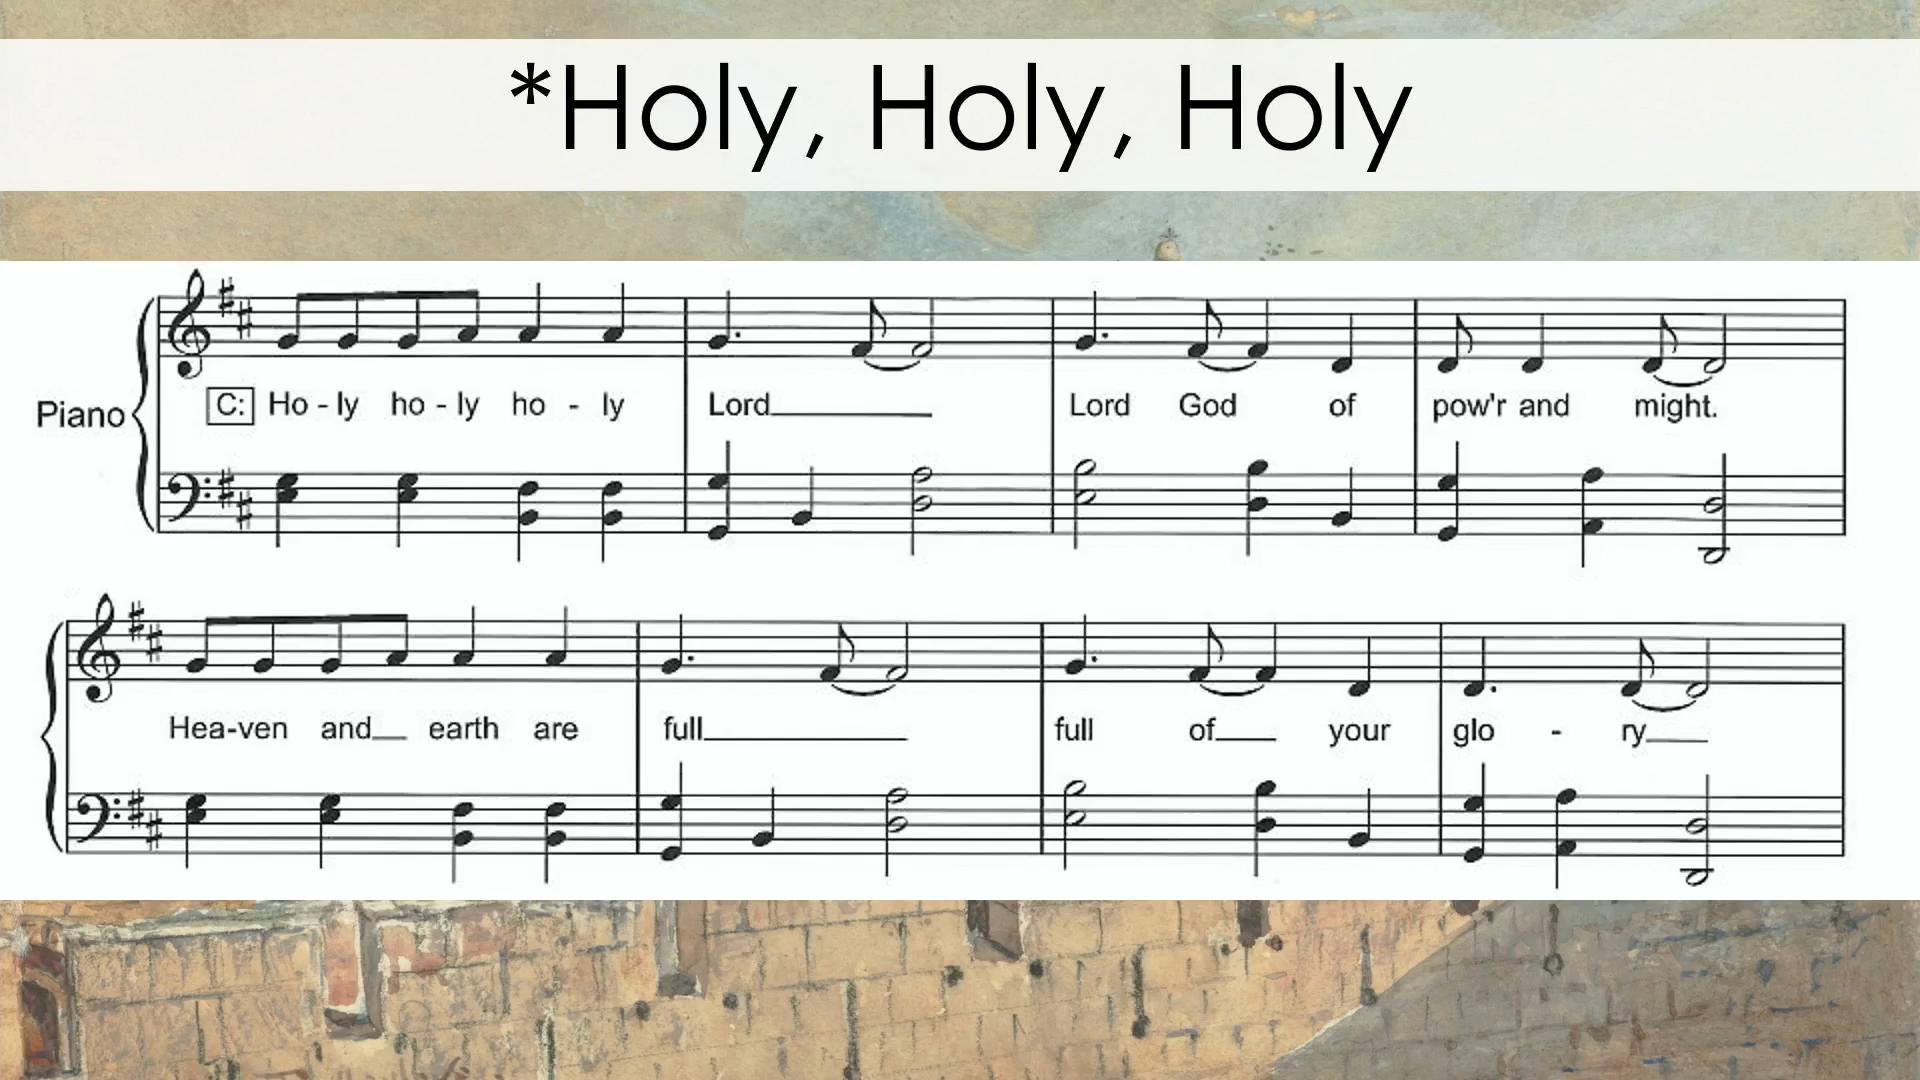 *Holy, Holy, Holy
Piano
C: Ho - ly ho - ly ho - ly Lord Lord God of pow'r and might.
Hea-ven and earth are full full of your glo - ry